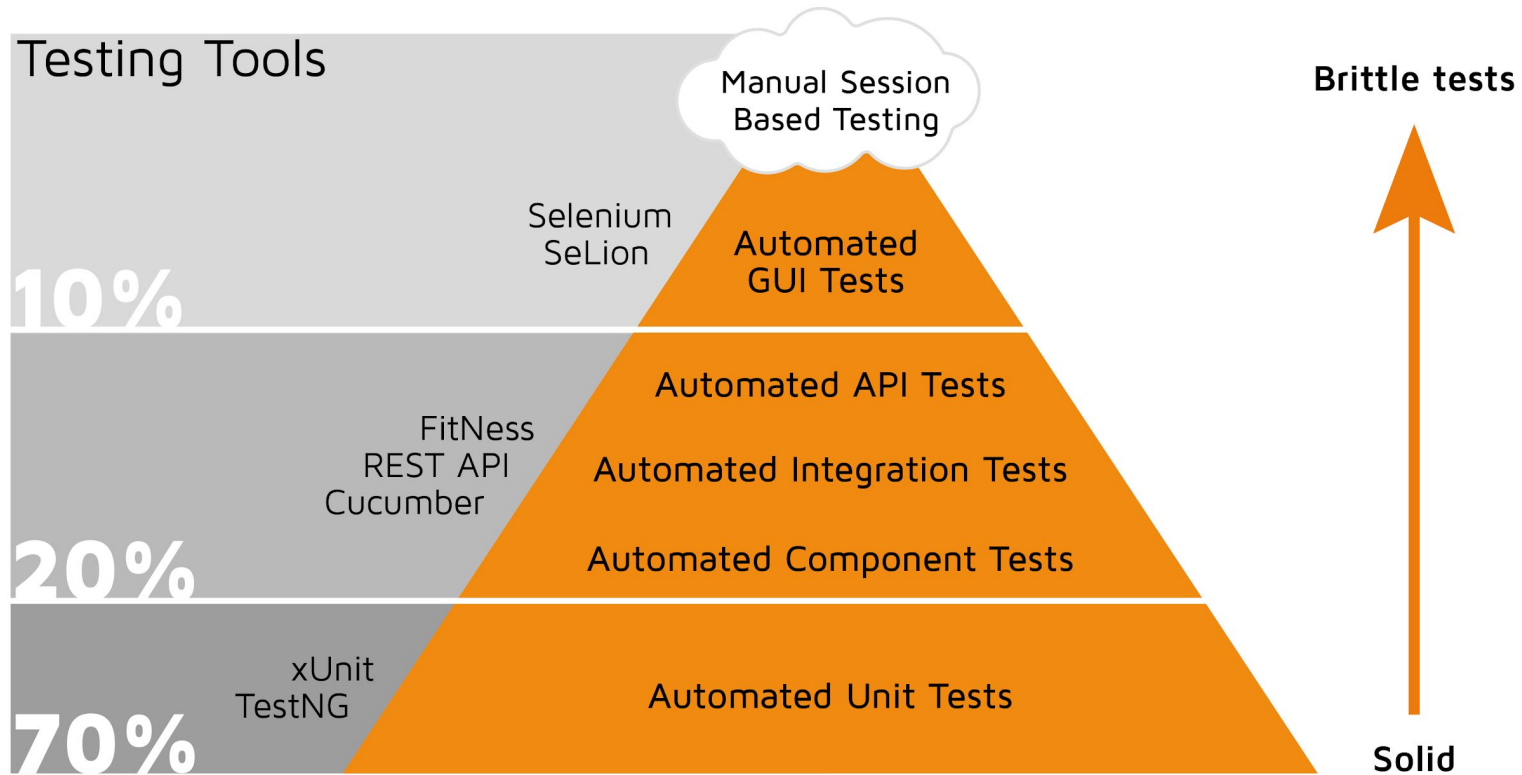 Testing Tools
Manual Session
Based Testing
Brittle tests
Selenium
SeLion
Automated
GUI Tests
10%
Automated API Tests
FitNess
REST API
Cucumber
Automated Integration Tests
Automated Component Tests
20%
xUnit
TestNG
Automated Unit Tests
70%
Solid